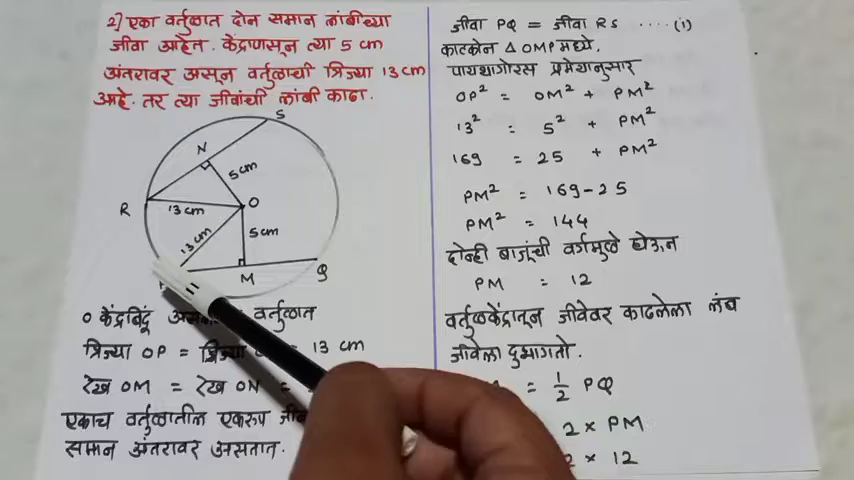 2) एका वर्तुळात दोन समान लांबीच्या
जीवा आहेत. केंद्रापासून त्या 5 cm
अंतरावर असून वर्तुळाची त्रिज्या 13 cm
आहे. तर त्या जीवांची लांबी काढा.
S
N
5cm
R
13 cm
O
13cm
5cm
M
Q
O केंद्रबिंदू वर्तुळात
त्रिज्या OP = त्रिज्या = 13 cm
रेख OM = रेख ON =
एकाच वर्तुळातील एकरूप
समान अंतरावर असतात.
जीवा PQ = जीवा RS ....(i)
काटकोन △ OMP मध्ये,
पायथागोरस प्रमेयानुसार
OP² = OM² + PM²
13² = 5² + PM²
169 = 25 + PM²
PM² = 169-25
PM² = 144
दोन्ही बाजूंची वर्गमुळे घेऊन
PM = 12
वर्तुळकेंद्रातून जीवेवर काढलेला लंब
जीवेला दुभागतो.
= 1/2 PQ
2 × PM
2 × 12